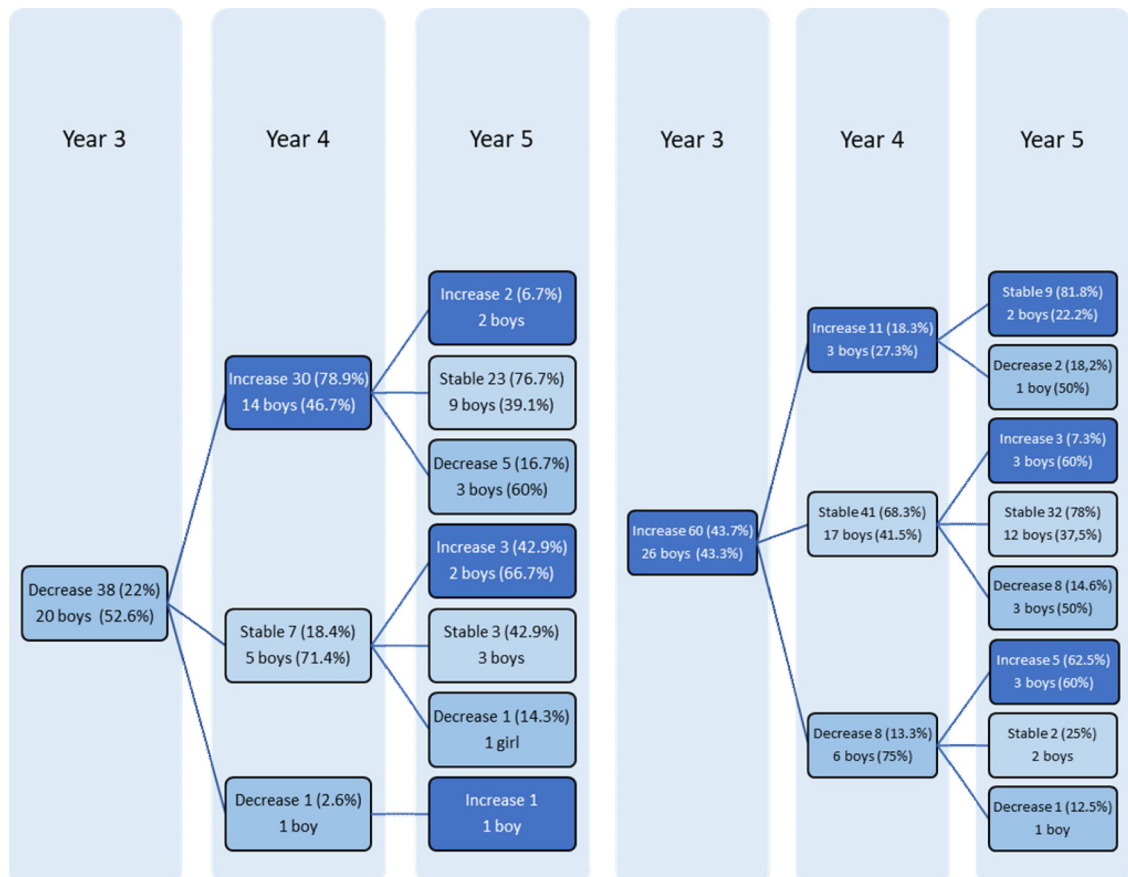 Year 3
Year 4
Year 5
Decrease 38 (22%)
20 boys (52.6%)
Increase 30 (78.9%)
14 boys (46.7%)
Stable 7 (18.4%)
5 boys (71.4%)
Decrease 1 (2.6%)
1 boy
Increase 2 (6.7%)
2 boys
Stable 23 (76.7%)
9 boys (39.1%)
Decrease 5 (16.7%)
3 boys (60%)
Increase 3 (42.9%)
2 boys (66.7%)
Stable 3 (42.9%)
3 boys
Decrease 1 (14.3%)
1 girl
Increase 1
1 boy
Year 3
Year 4
Year 5
Increase 60 (43.7%)
26 boys (43.3%)
Increase 11 (18.3%)
3 boys (27.3%)
Stable 41 (68.3%)
17 boys (41.5%)
Decrease 8 (13.3%)
6 boys (75%)
Stable 9 (81.8%)
2 boys (22.2%)
Decrease 2 (18,2%)
1 boy (50%)
Increase 3 (7.3%)
3 boys (60%)
Stable 32 (78%)
12 boys (37,5%)
Decrease 8 (14.6%)
3 boys (50%)
Increase 5 (62.5%)
3 boys (60%)
Stable 2 (25%)
2 boys
Decrease 1 (12.5%)
1 boy